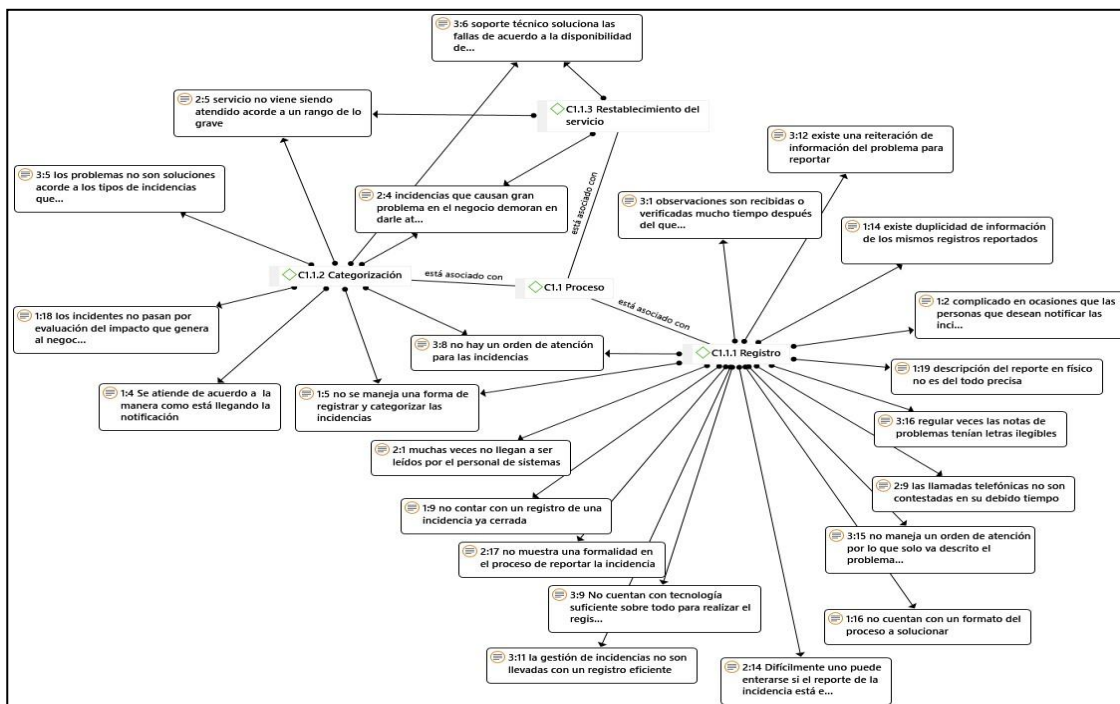 3:6 soporte técnico soluciona las
fallas de acuerdo a la disponibilidad
de...
2:5 servicio no viene siendo
atendido acorde a un rango de lo
grave
C1.1.3 Restablecimiento del
servicio
3:12 existe una reiteración de
información del problema para
reportar
3:5 los problemas no son soluciones
acorde a los tipos de incidencias
que...
2:4 incidencias que causan gran
problema en el negocio demoran en
darle at...
está asociado con
3:1 observaciones son recibidas o
verificadas mucho tiempo después
del que...
1:14 existe duplicidad de información
de los mismos registros reportados
C1.1.2 Categorización
está asociado con
C1.1 Proceso
está asociado con
1:18 los incidentes no pasan por
evaluación del impacto que genera
al negoc...
1:2 complicado en ocasiones que las
personas que desean notificar las
inci...
3:8 no hay un orden de atención
para las incidencias
C1.1.1 Registro
1:19 descripción del reporte en físico
no es del todo precisa
1:4 Se atiende de acuerdo a la
manera como está llegando la
notificación
1:5 no se maneja una forma de
registrar y categorizar las
incidencias
3:16 regular veces las notas de
problemas tenían letras ilegibles
2:1 muchas veces no llegan a ser
leídos por el personal de sistemas
2:9 las llamadas telefónicas no son
contestadas en su debido tiempo
1:9 no contar con un registro de una
incidencia ya cerrada
3:15 no maneja un orden de atención
por lo que solo va descrito el
problema...
2:17 no muestra una formalidad en
el proceso de reportar la incidencia
3:9 No cuentan con tecnología
suficiente sobre todo para realizar el
regis...
1:16 no cuentan con un formato del
proceso a solucionar
3:11 la gestión de incidencias no son
llevadas con un registro eficiente
2:14 Difícilmente uno puede
enterarse si el reporte de la
incidencia está e...